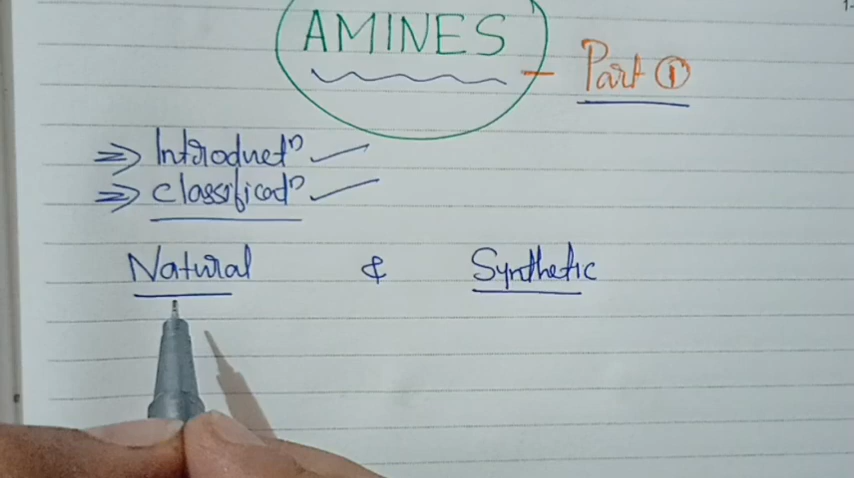 AMINES
- Part ①
⇒ Introductⁿ ✓
⇒ classificatⁿ ✓
Natural & Synthetic